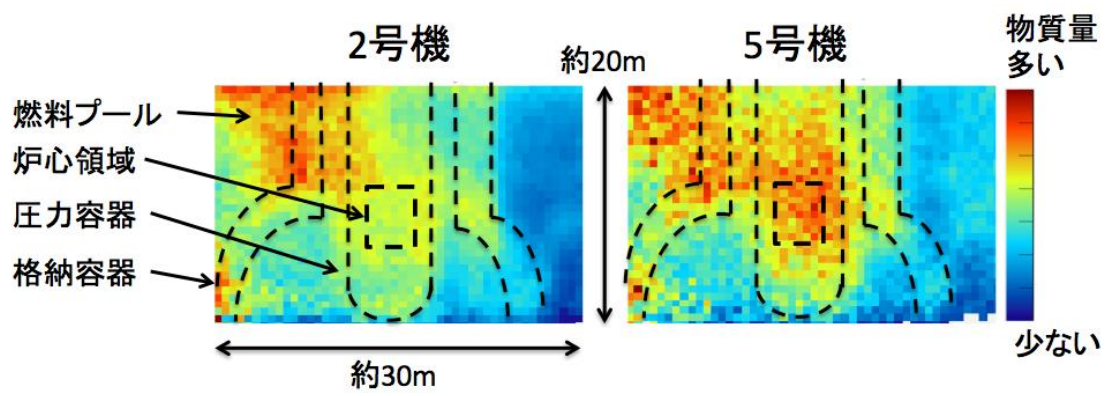 2号機
5号機
物質量
多い
約20m
燃料プール
炉心領域
圧力容器
格納容器
少ない
約30m